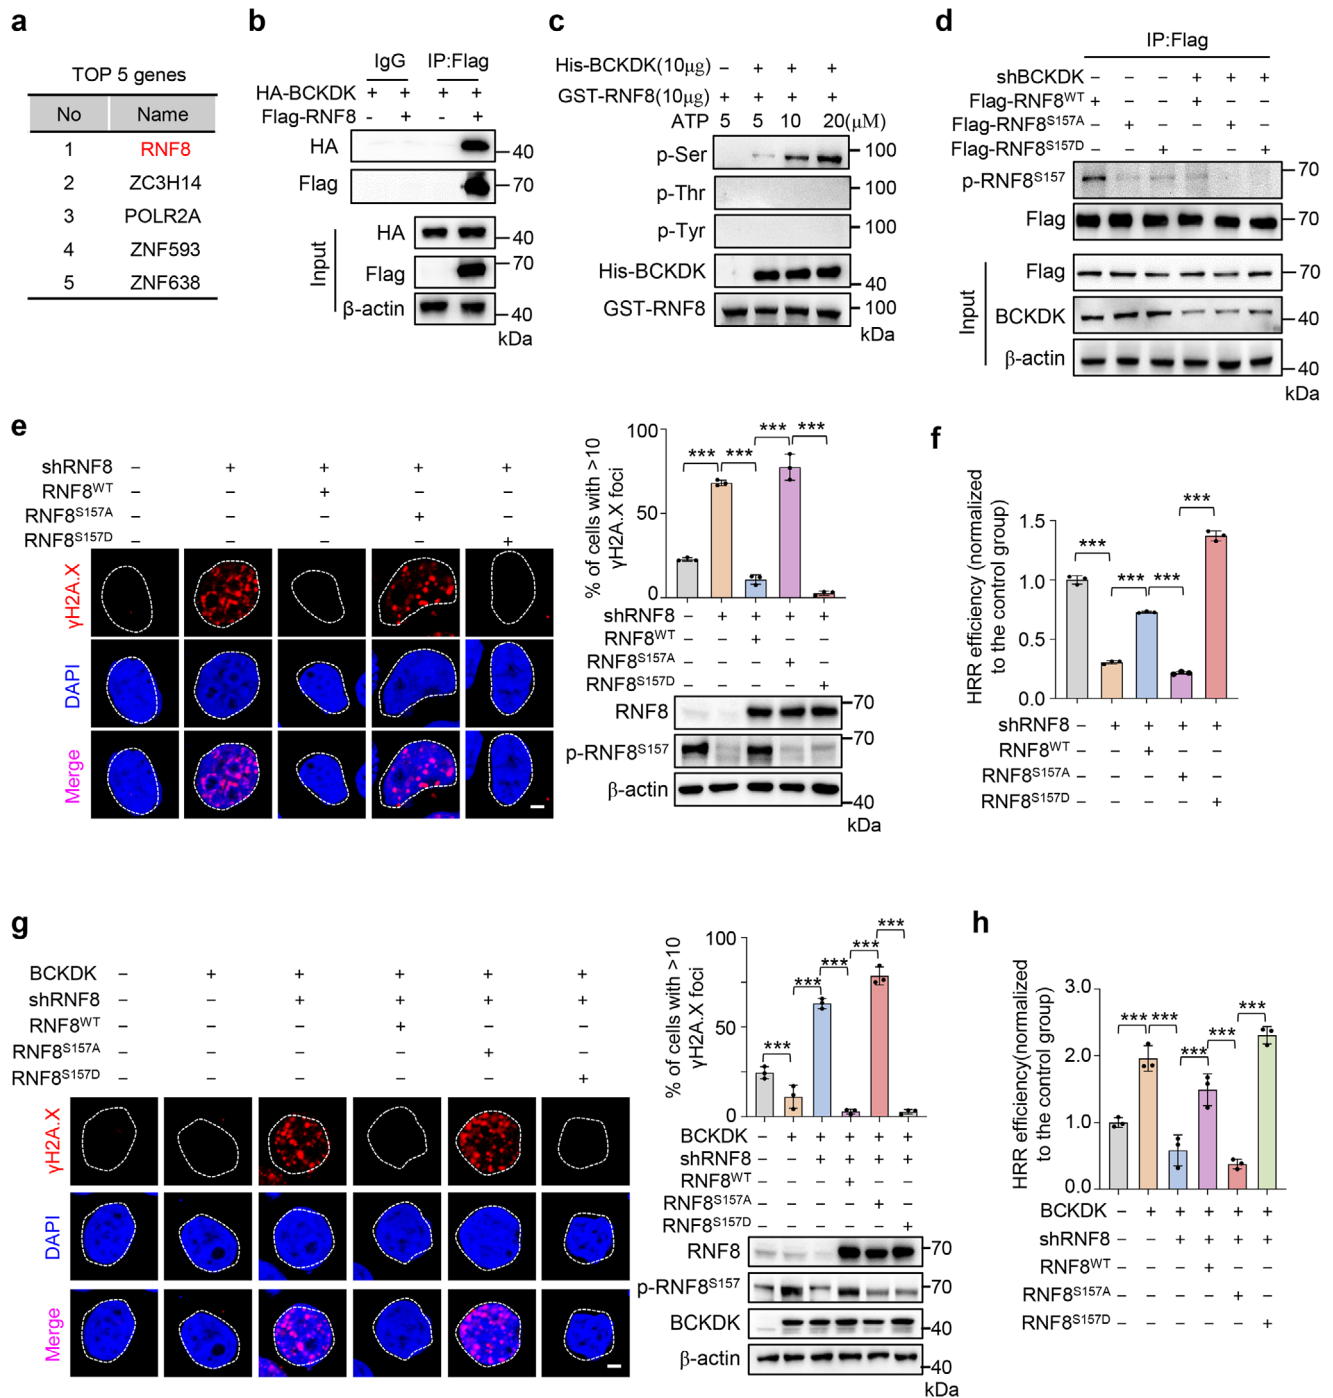 a
TOP 5 genes
No Name
1 RNF8
2 ZC3H14
3 POLR2A
4 ZNF593
5 ZNF638
b
IgG IP:Flag
HA-BCKDK + + + +
Flag-RNF8 - + - +
HA 40
Flag 70
Input
HA 40
Flag 70
β-actin 40
kDa
c
His-BCKDK(10μg) – + + +
GST-RNF8(10μg) + + + +
ATP 5 5 10 20(μM)
p-Ser 100
p-Thr 100
p-Tyr 100
His-BCKDK 40
GST-RNF8 100
kDa
d
IP:Flag
shBCKDK – – – + + +
Flag-RNF8WT + – – + – –
Flag-RNF8S157A – + – – + –
Flag-RNF8S157D – – + – – +
p-RNF8S157 70
Flag 70
Input
Flag 70
BCKDK 40
β-actin 40
kDa
e
shRNF8 – + + + +
RNF8WT – – + – –
RNF8S157A – – – + –
RNF8S157D – – – – +
γH2A.X
DAPI
Merge
% of cells with >10
γH2A.X foci
100
50
0
*** *** *** ***
shRNF8 – + + + +
RNF8WT – – + – –
RNF8S157A – – – + –
RNF8S157D – – – – +
RNF8 70
p-RNF8S157 70
β-actin 40
kDa
f
HRR efficiency (normalized
to the control group)
1.5
1.0
0.5
0.0
*** *** *** ***
shRNF8 – + + + +
RNF8WT – – + – –
RNF8S157A – – – + –
RNF8S157D – – – – +
g
BCKDK – + + + + +
shRNF8 – – + + + +
RNF8WT – – – + – –
RNF8S157A – – – – + –
RNF8S157D – – – – – +
γH2A.X
DAPI
Merge
% of cells with >10
γH2A.X foci
100
50
0
*** *** *** *** ***
BCKDK – + + + + +
shRNF8 – – + + + +
RNF8WT – – – + – –
RNF8S157A – – – – + –
RNF8S157D – – – – – +
RNF8 70
p-RNF8S157 70
BCKDK 40
β-actin 40
kDa
h
HRR efficiency(normalized
to the control group)
3.0
2.0
1.0
0.0
*** *** *** *** ***
BCKDK – + + + + +
shRNF8 – – + + + +
RNF8WT – – – + – –
RNF8S157A – – – – + –
RNF8S157D – – – – – +